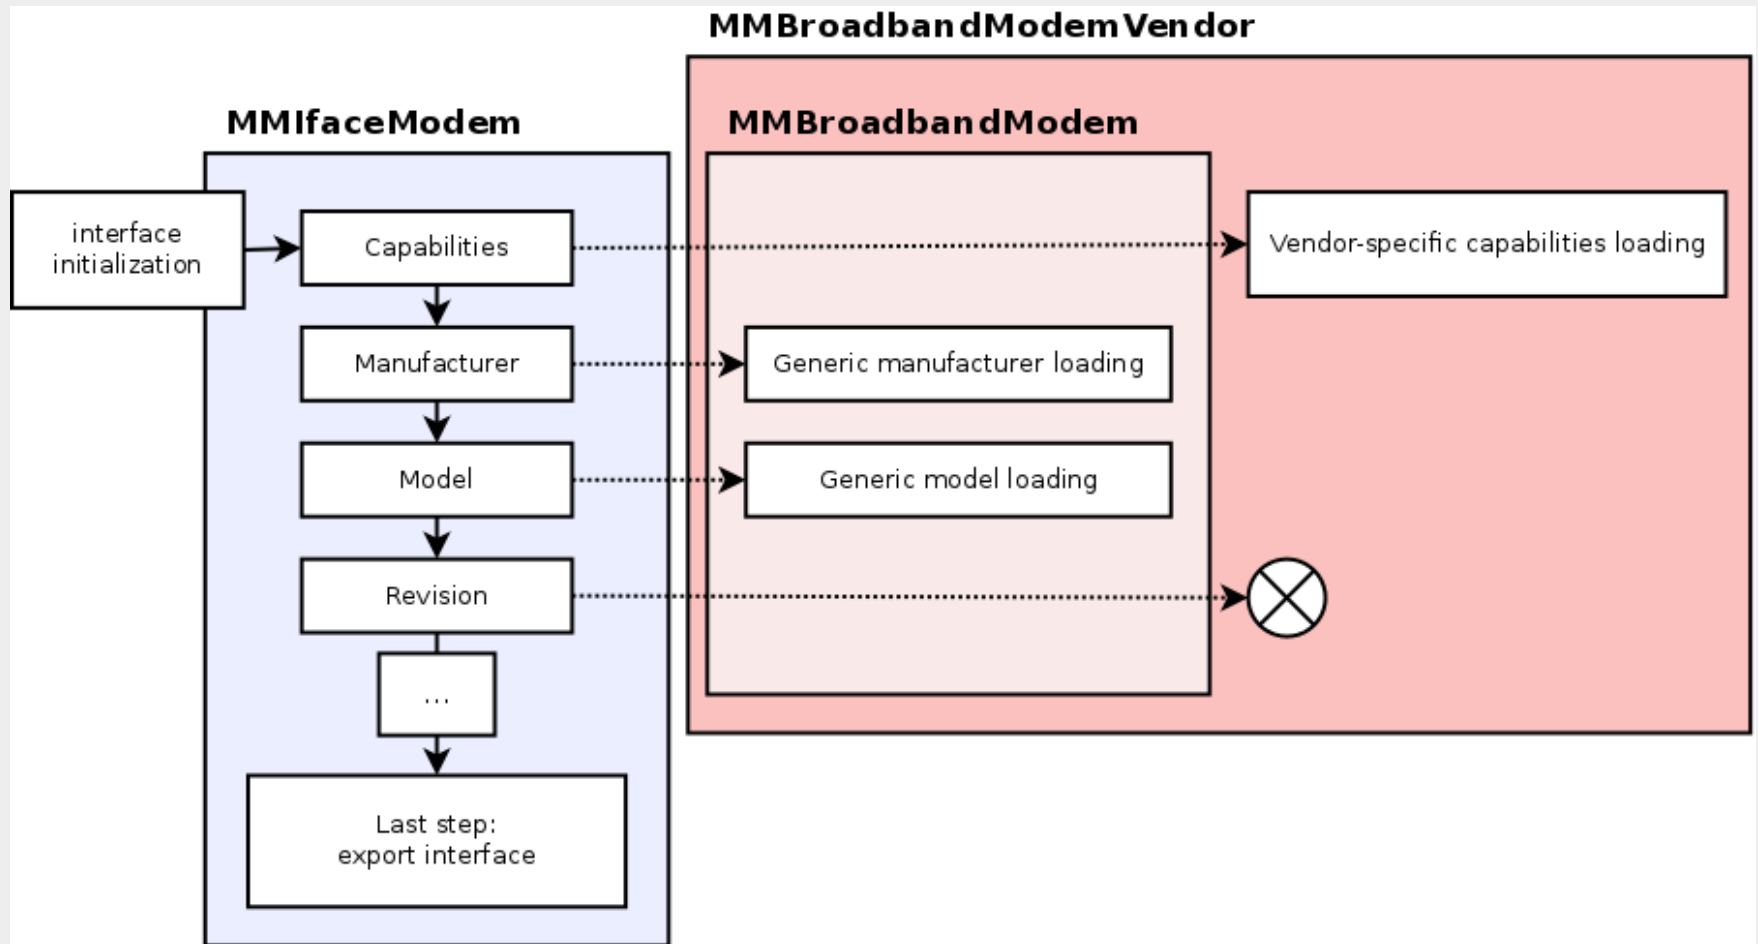 MMBroadbandModemVendor
MMIfaceModem
MMBroadbandModem
interface
initialization
Capabilities
Vendor-specific capabilities loading
Manufacturer
Generic manufacturer loading
Model
Generic model loading
Revision
...
Last step:
export interface